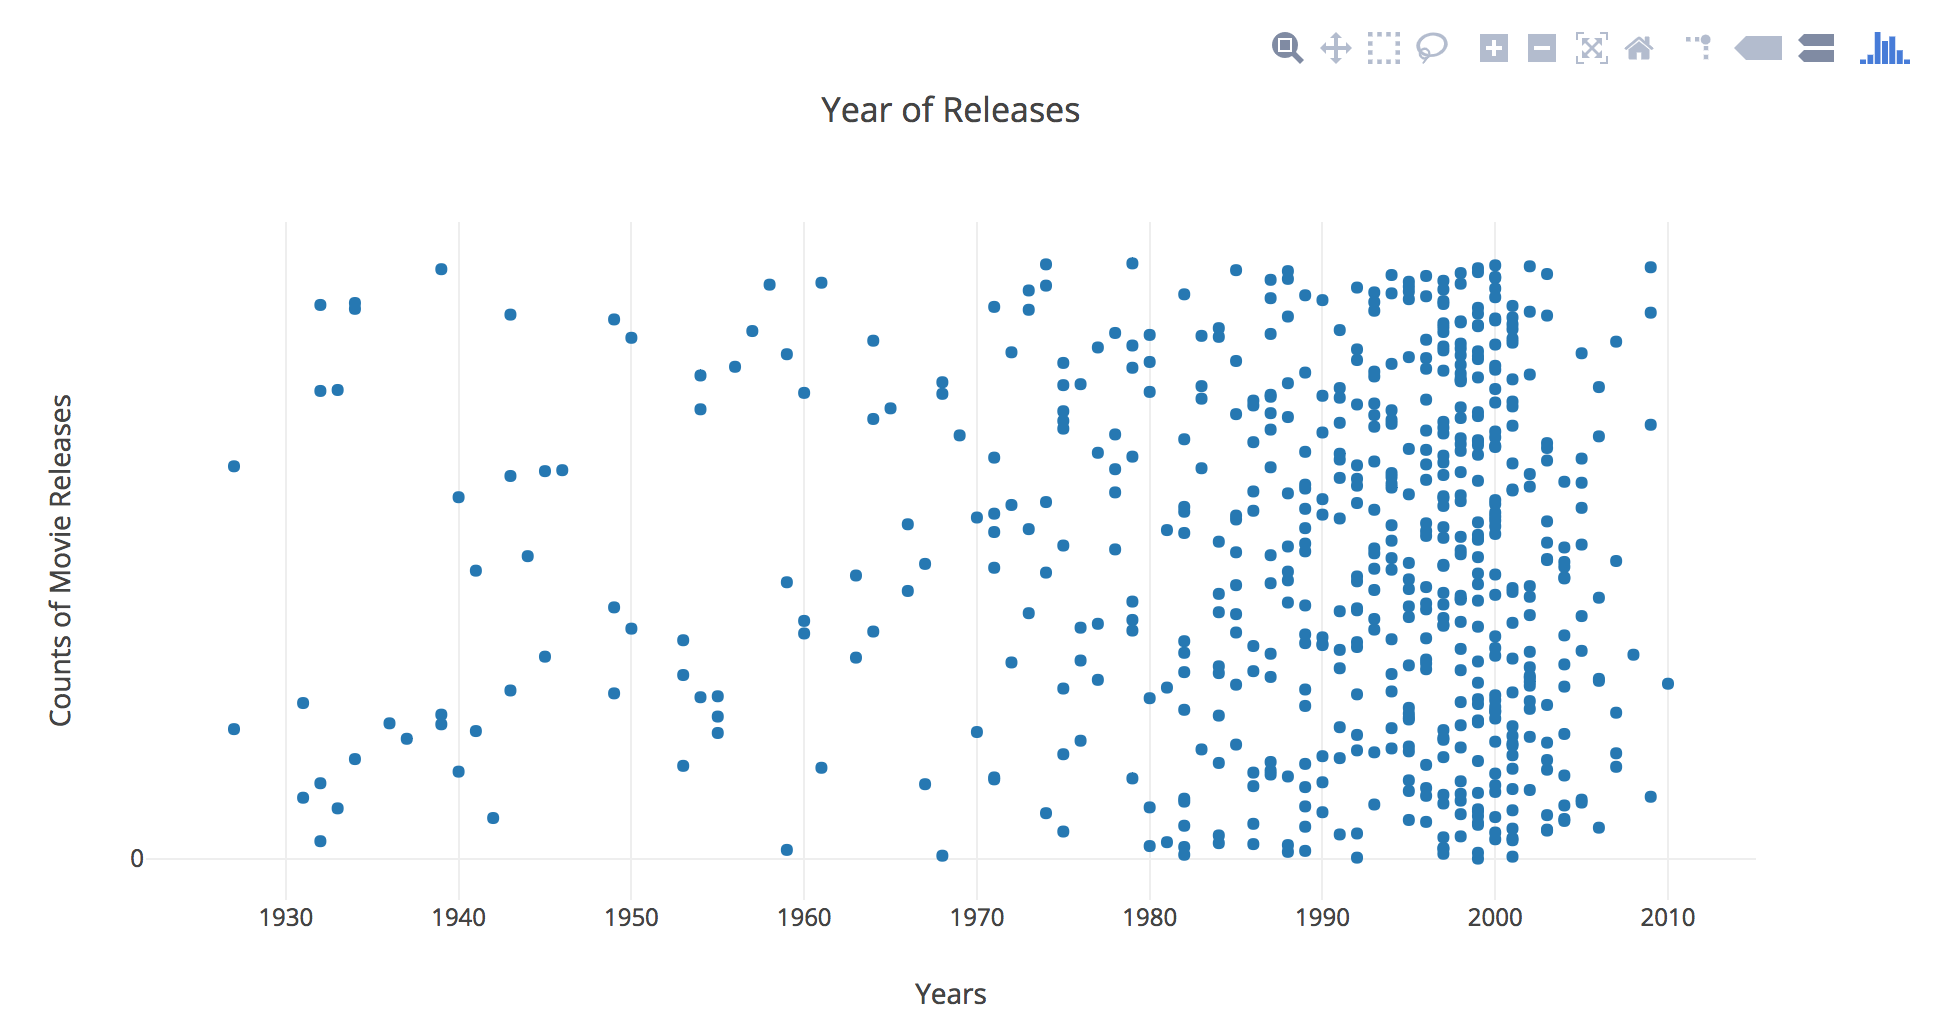 Year of Releases
Counts of Movie Releases
0
1930 1940 1950 1960 1970 1980 1990 2000 2010
Years